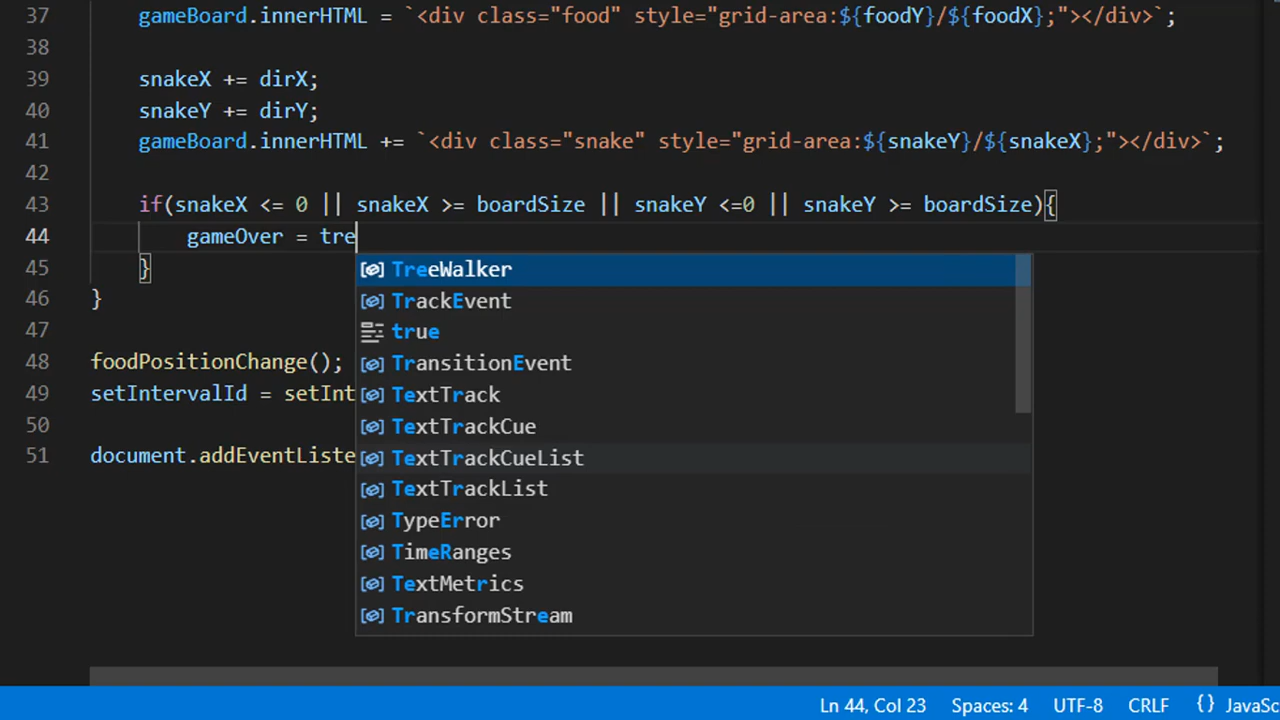 37 gameBoard.innerHTML = `<div class="food" style="grid-area:${foodY}/${foodX};"></div>`;
38
39 snakeX += dirX;
40 snakeY += dirY;
41 gameBoard.innerHTML += `<div class="snake" style="grid-area:${snakeY}/${snakeX};"></div>`;
42
43 if(snakeX <= 0 || snakeX >= boardSize || snakeY <=0 || snakeY >= boardSize){
44 gameOver = tre
TreeWalker
45 }
TrackEvent
46 }
true
47
TransitionEvent
48 foodPositionChange();
TextTrack
49 setIntervalId = setInt
TextTrackCue
50
TextTrackCueList
51 document.addEventListe
TextTrackList
TypeError
TimeRanges
TextMetrics
TransformStream
Ln 44, Col 23 Spaces: 4 UTF-8 CRLF {} JavaSc